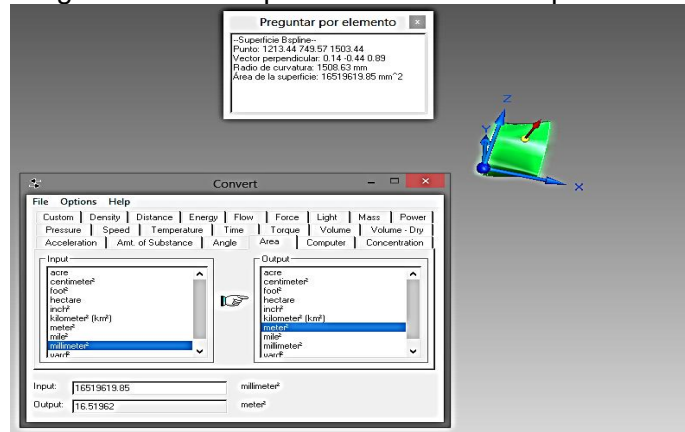 Preguntar por elemento
--Superficie Bspline--
Punto: 1213.44 749.57 1503.44
Vector perpendicular: 0.14 -0.44 0.89
Radio de curvatura: 1508.63 mm
Área de la superficie: 16519619.85 mm^2
Z
Y
X
Convert
File Options Help
Custom Density Distance Energy Flow Force Light Mass Power
Pressure Speed Temperature Time Torque Volume Volume - Dry
Acceleration Amt. of Substance Angle Area Computer Concentration
Input
acre
centimeter²
foot²
hectare
inch²
kilometer² (km²)
meter²
mile²
millimeter²
yard²
Output
acre
centimeter²
foot²
hectare
inch²
kilometer² (km²)
meter²
mile²
millimeter²
yard²
Input: 16519619.85 millimeter²
Output: 16.51962 meter²